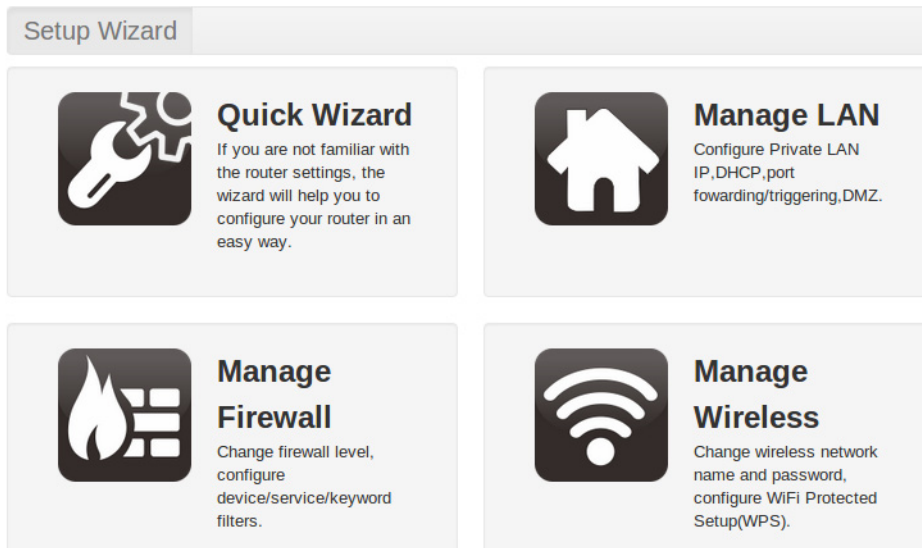 Setup Wizard
Quick Wizard
If you are not familiar with
the router settings, the
wizard will help you to
configure your router in an
easy way.
Manage LAN
Configure Private LAN
IP,DHCP,port
fowarding/triggering,DMZ.
Manage
Firewall
Change firewall level,
configure
device/service/keyword
filters.
Manage
Wireless
Change wireless network
name and password,
configure WiFi Protected
Setup(WPS).